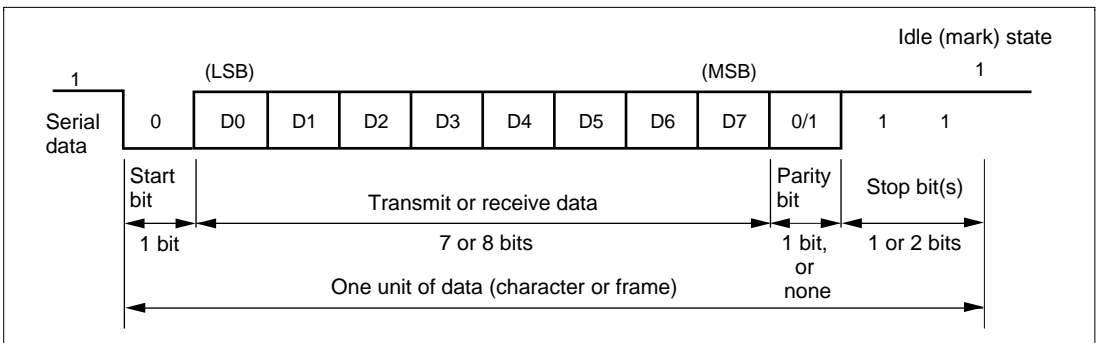 Idle (mark) state
1
(LSB)
(MSB)
1
Serial
data
0
D0
D1
D2
D3
D4
D5
D6
D7
0/1
1
1
Start
bit
Transmit or receive data
Parity
bit
Stop bit(s)
1 bit
7 or 8 bits
1 bit,
or
none
1 or 2 bits
One unit of data (character or frame)